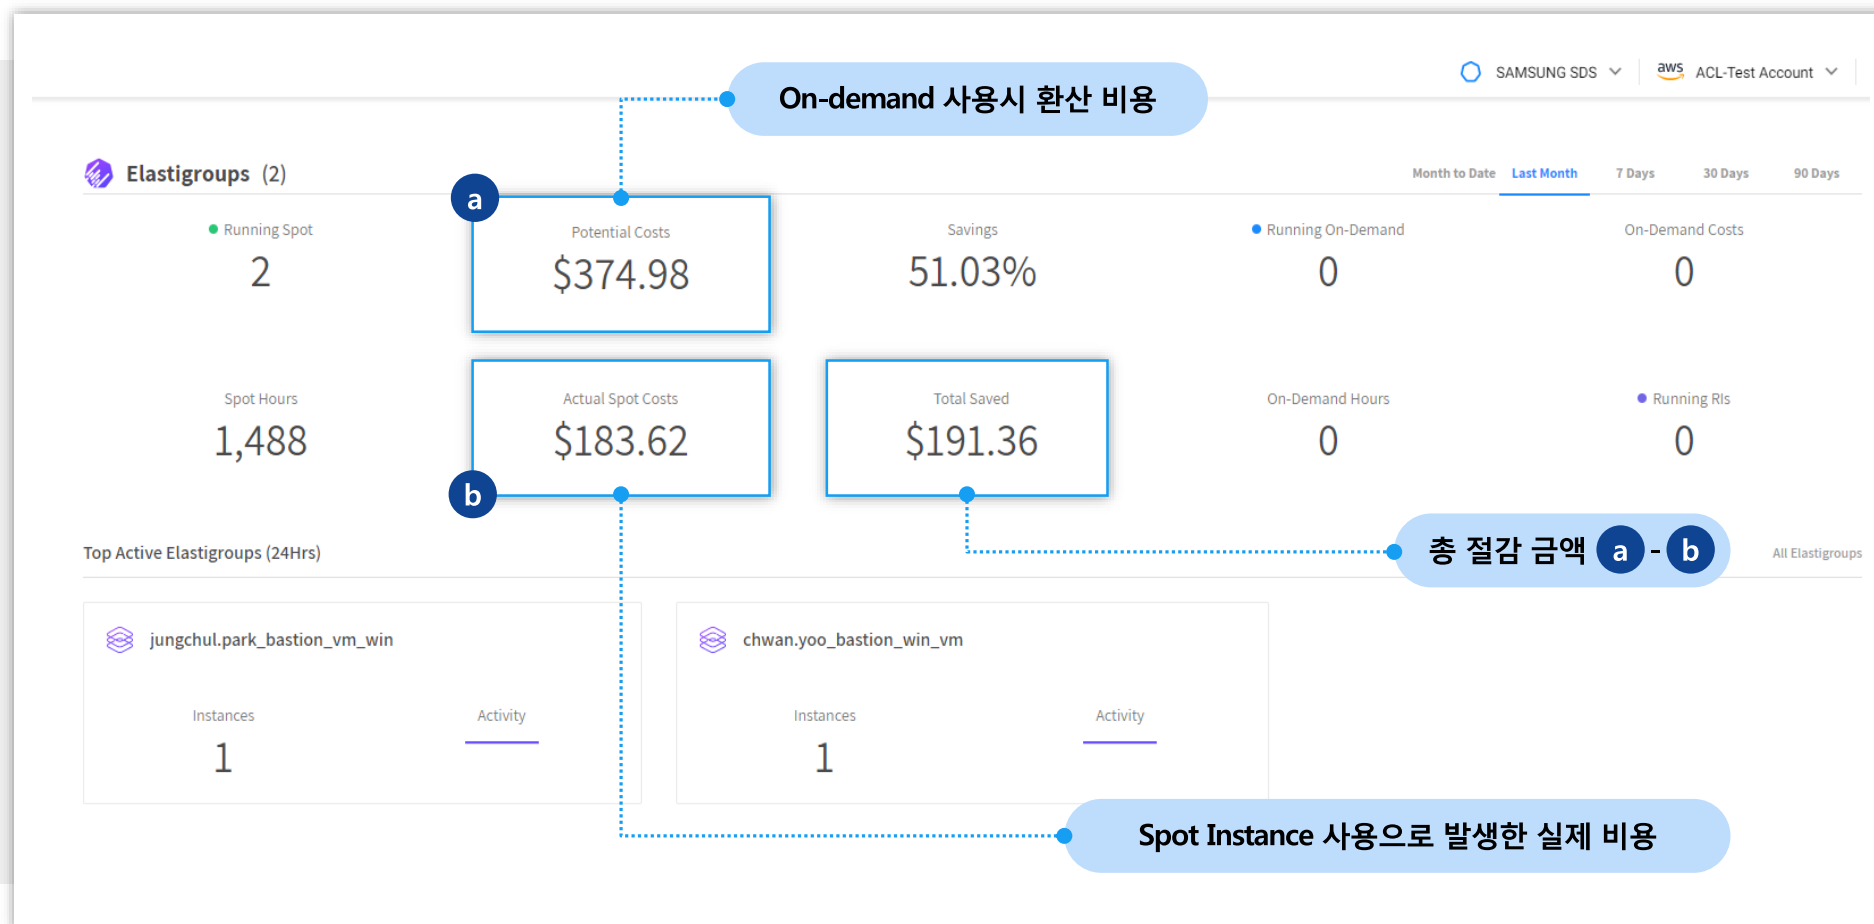 SAMSUNG SDS
aws ACL-Test Account
On-demand 사용시 환산 비용
Elastigroups (2)
Month to Date Last Month 7 Days 30 Days 90 Days
a
Running Spot
2
Potential Costs
$374.98
Savings
51.03%
Running On-Demand
0
On-Demand Costs
0
Spot Hours
1,488
Actual Spot Costs
$183.62
Total Saved
$191.36
On-Demand Hours
0
Running RIs
0
b
총 절감 금액 a - b
Top Active Elastigroups (24Hrs)
All Elastigroups
jungchul.park_bastion_vm_win
Instances
1
Activity
chwan.yoo_bastion_win_vm
Instances
1
Activity
Spot Instance 사용으로 발생한 실제 비용